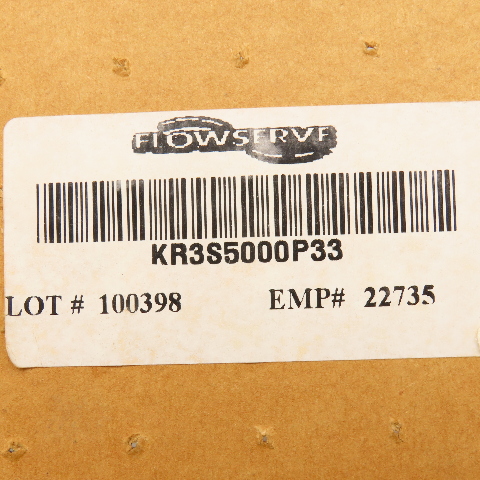 FLOWSERVE
KR3S5000P33
LOT # 100398 EMP# 22735